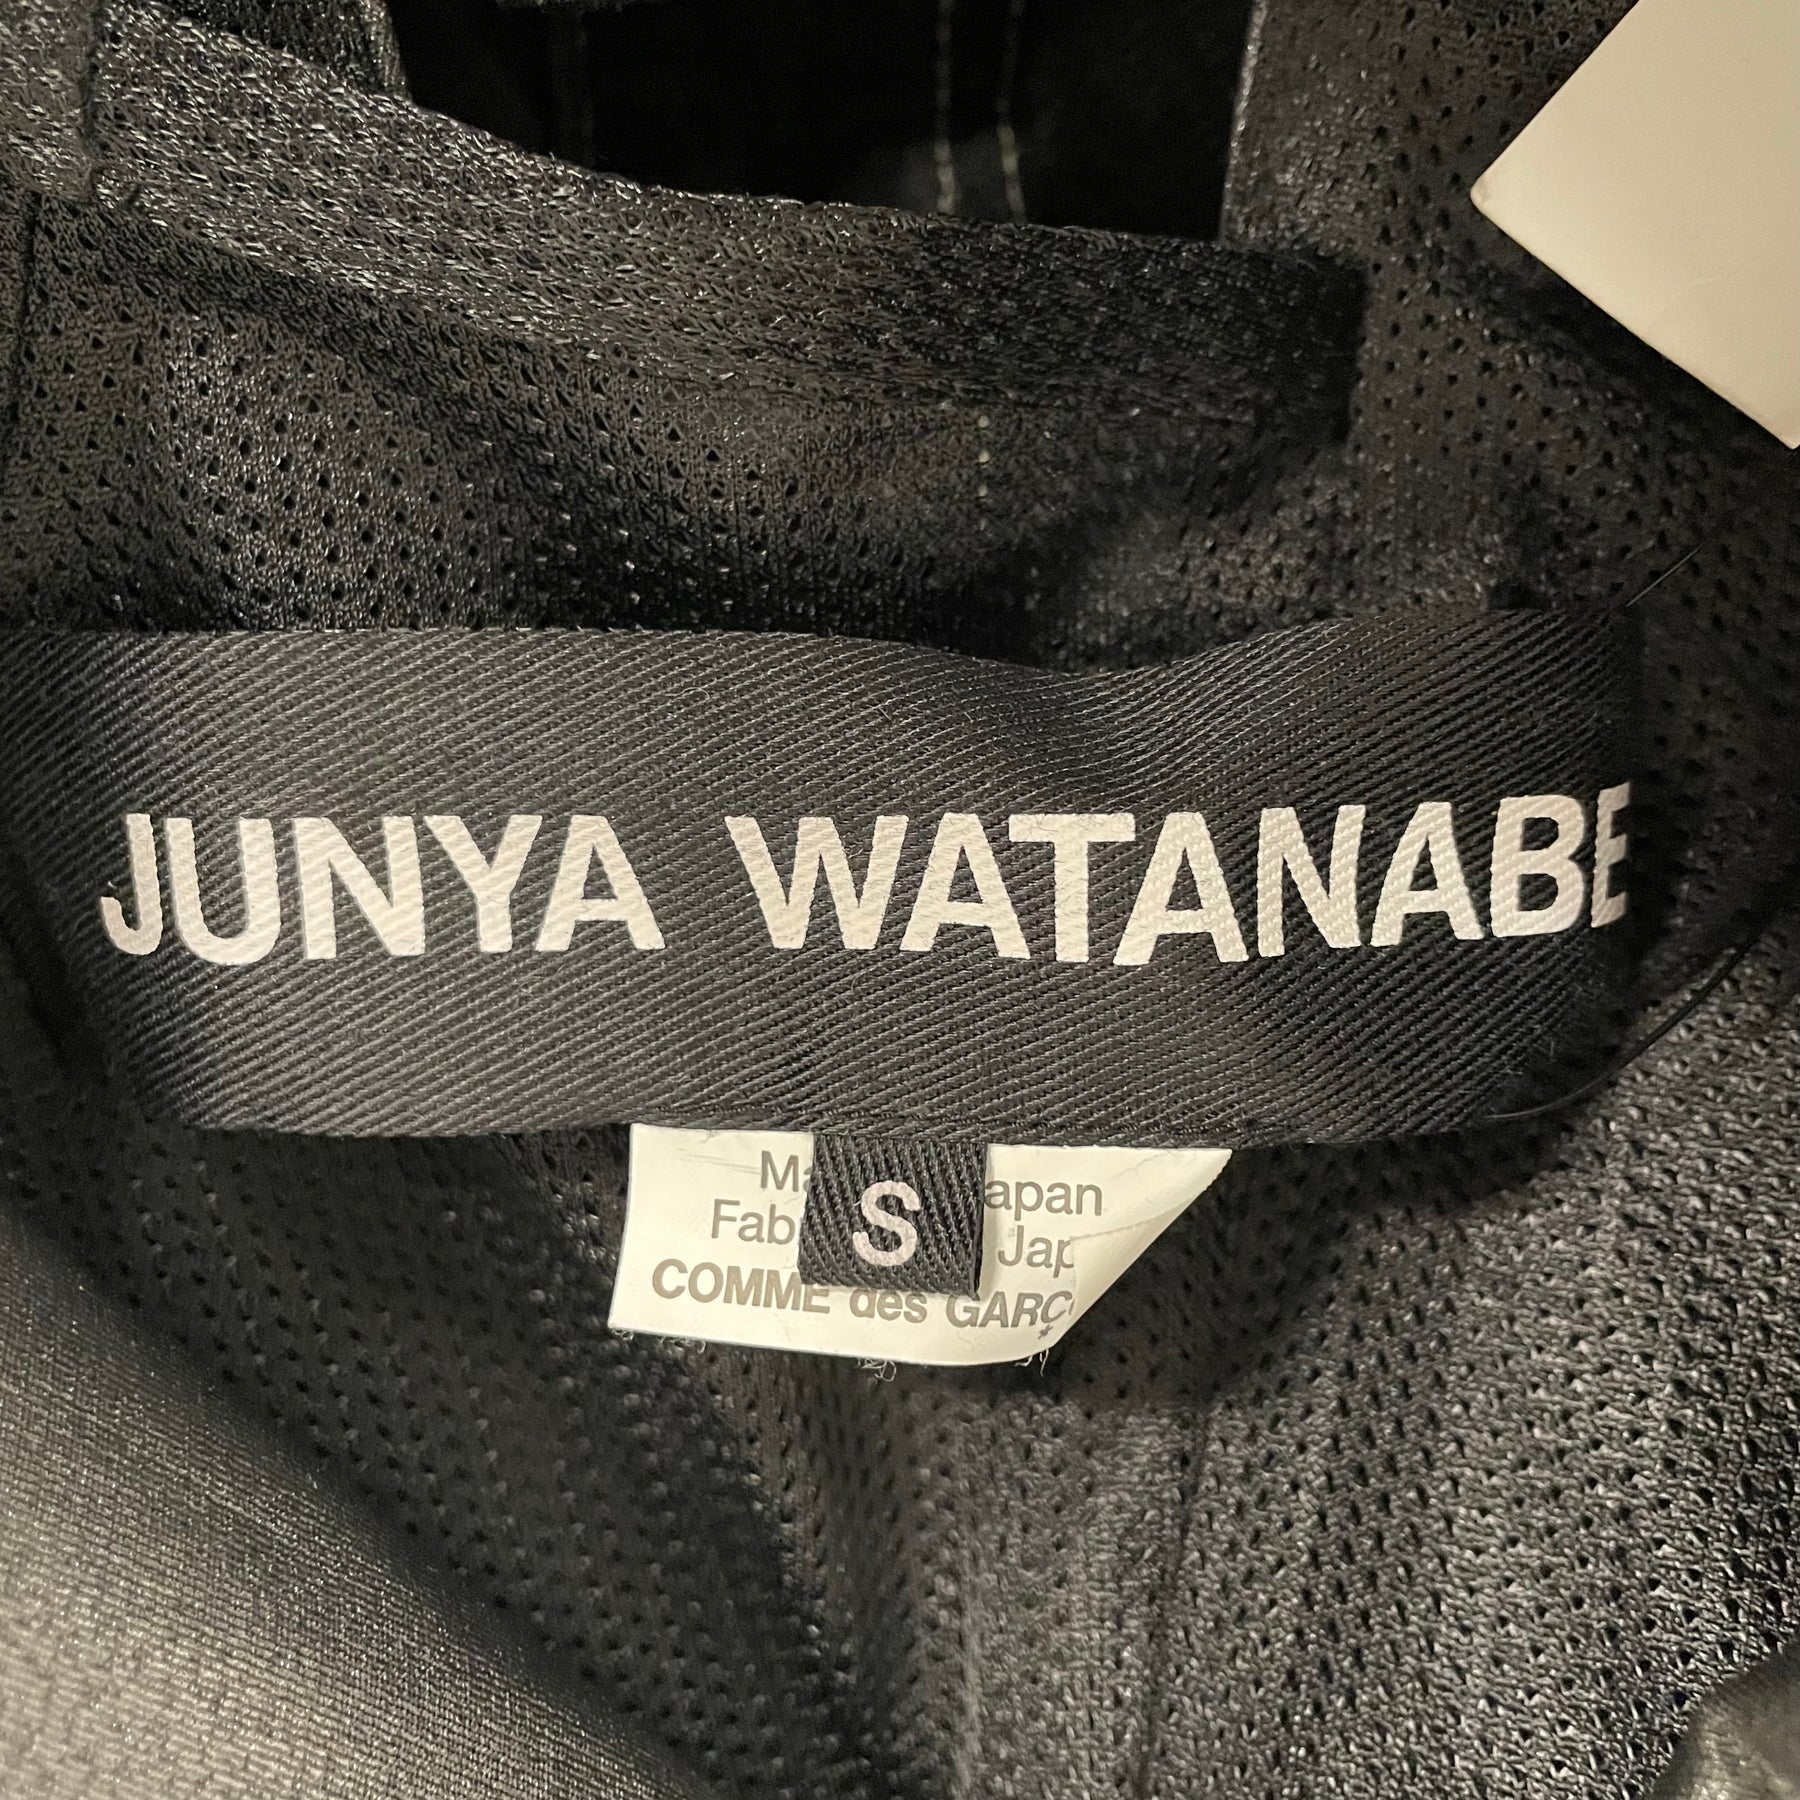 JUNYA WATANABE
S
Ma apan
Fab Jap
COMME des GARC